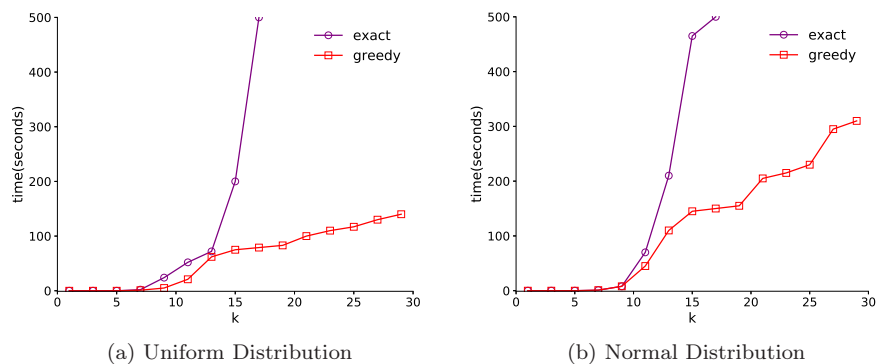 500
400
300
200
100
0
time(seconds)
exact
greedy
0 5 10 15 20 25 30
k
(a) Uniform Distribution
500
400
300
200
100
0
time(seconds)
exact
greedy
0 5 10 15 20 25 30
k
(b) Normal Distribution